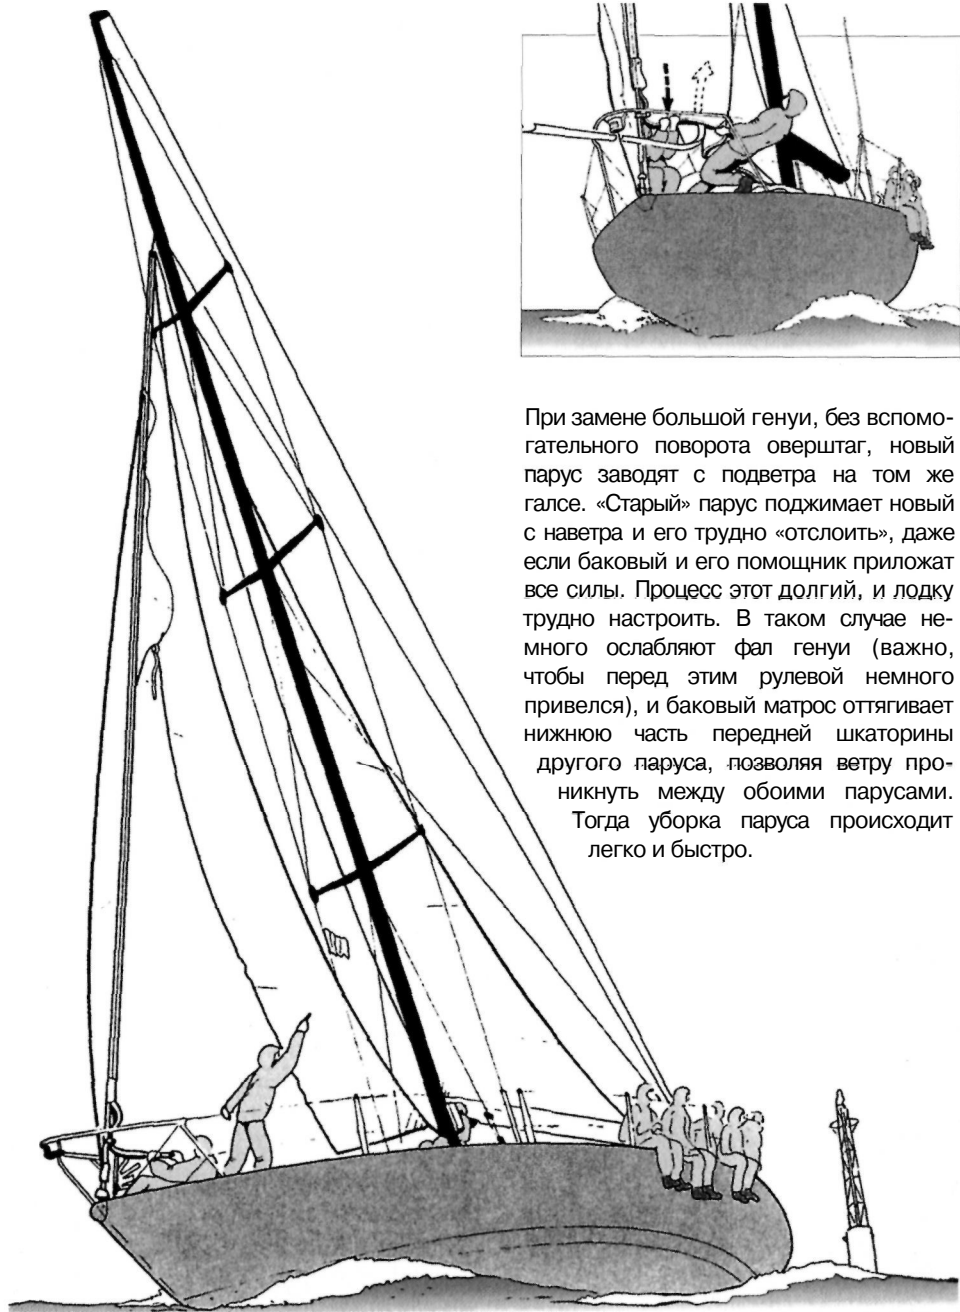 При замене большой генуи, без вспомо-
гательного поворота оверштаг, новый
парус заводят с подветра на том же
галсе. «Старый» парус поджимает новый
с наветра и его трудно «отслоить», даже
если баковый и его помощник приложат
все силы. Процесс этот долгий, и лодку
трудно настроить. В таком случае не-
много ослабляют фал генуи (важно,
чтобы перед этим рулевой немного
привелся), и баковый матрос оттягивает
нижнюю часть передней шкаторины
другого паруса, позволяя ветру про-
никнуть между обоими парусами.
Тогда уборка паруса происходит
легко и быстро.